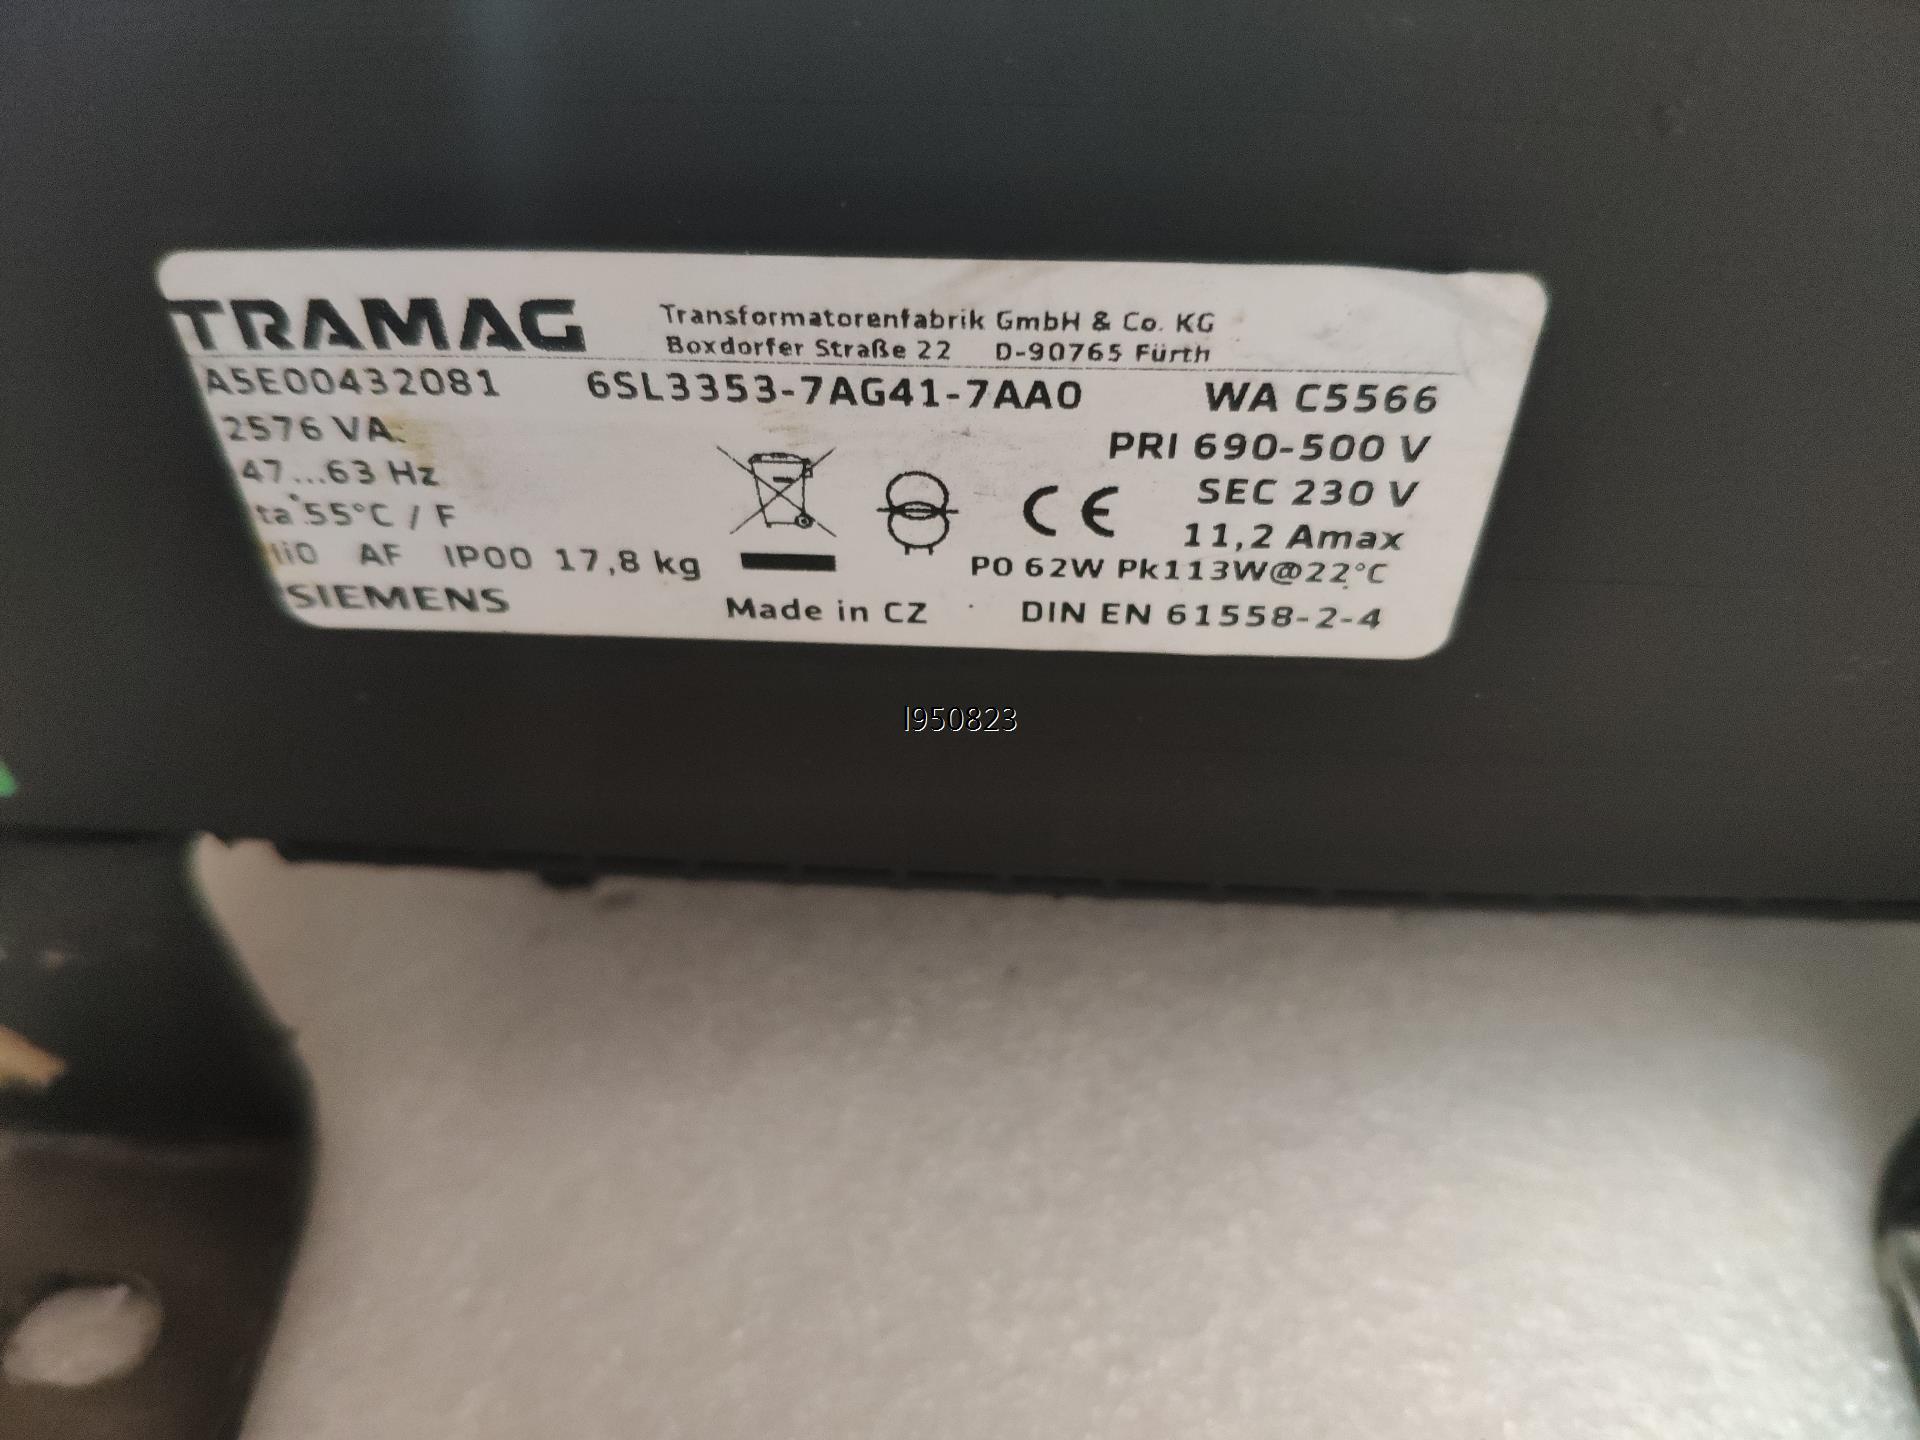 TRAMAG
Transformatorenfabrik GmbH & Co. KG
Boxdorfer Straße 22 D-90765 Fürth
A5E00432081 6SL3353-7AG41-7AA0 WA C5566
2576 VA. PRI 690-500 V
47...63 Hz SEC 230 V
ta 55°C / F 11,2 Amax
CE
AF IP00 17,8 kg P0 62W Pk113W@22°C
SIEMENS Made in CZ DIN EN 61558-2-4
l950823